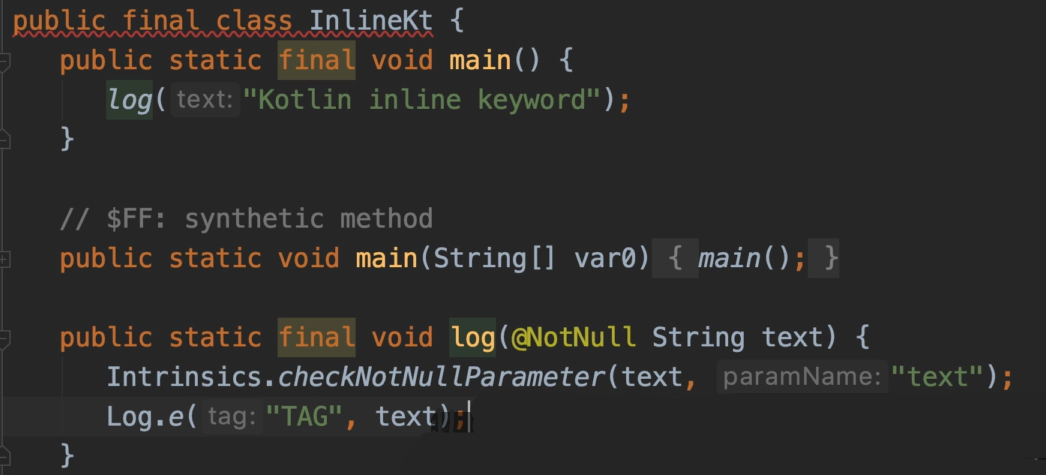 public final class InlineKt {
public static final void main() {
log( text: "Kotlin inline keyword");
}
// $FF: synthetic method
public static void main(String[] var0) { main(); }
public static final void log(@NotNull String text) {
Intrinsics.checkNotNullParameter(text, paramName: "text");
Log.e( tag: "TAG", text);
}